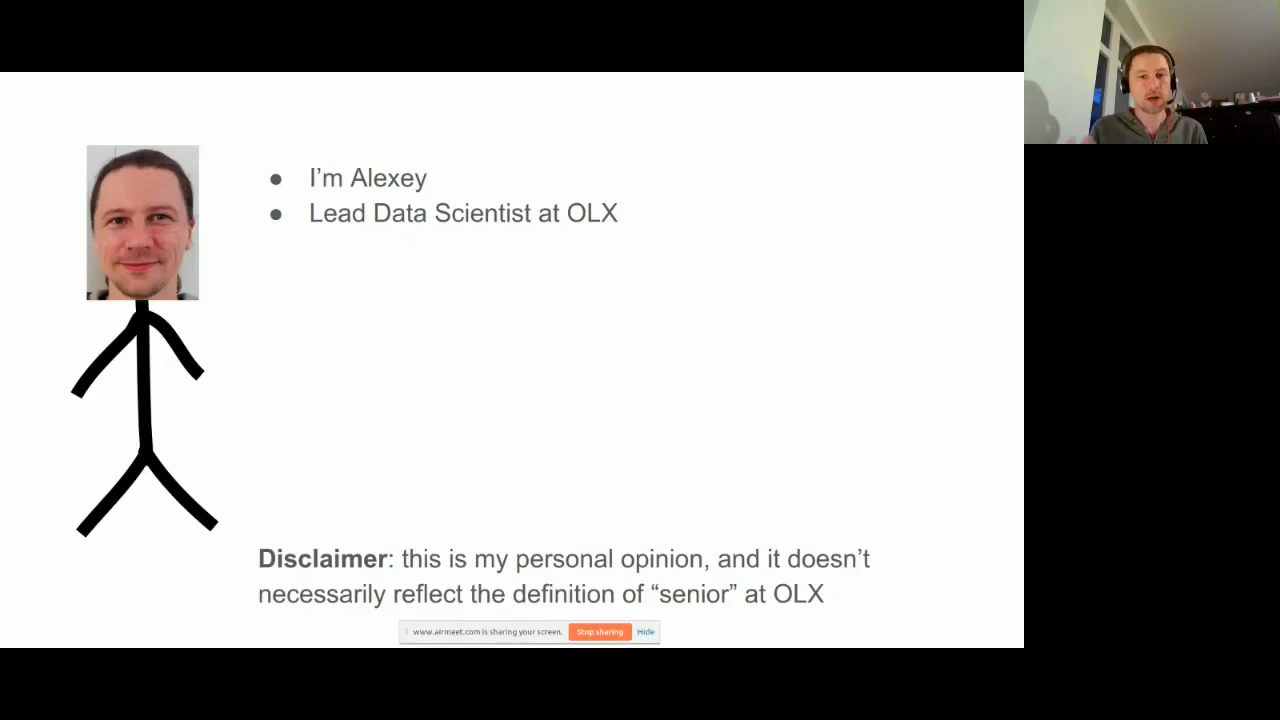 ● I’m Alexey
● Lead Data Scientist at OLX
Disclaimer: this is my personal opinion, and it doesn’t
necessarily reflect the definition of “senior” at OLX
www.airmeet.com is sharing your screen. Stop sharing Hide